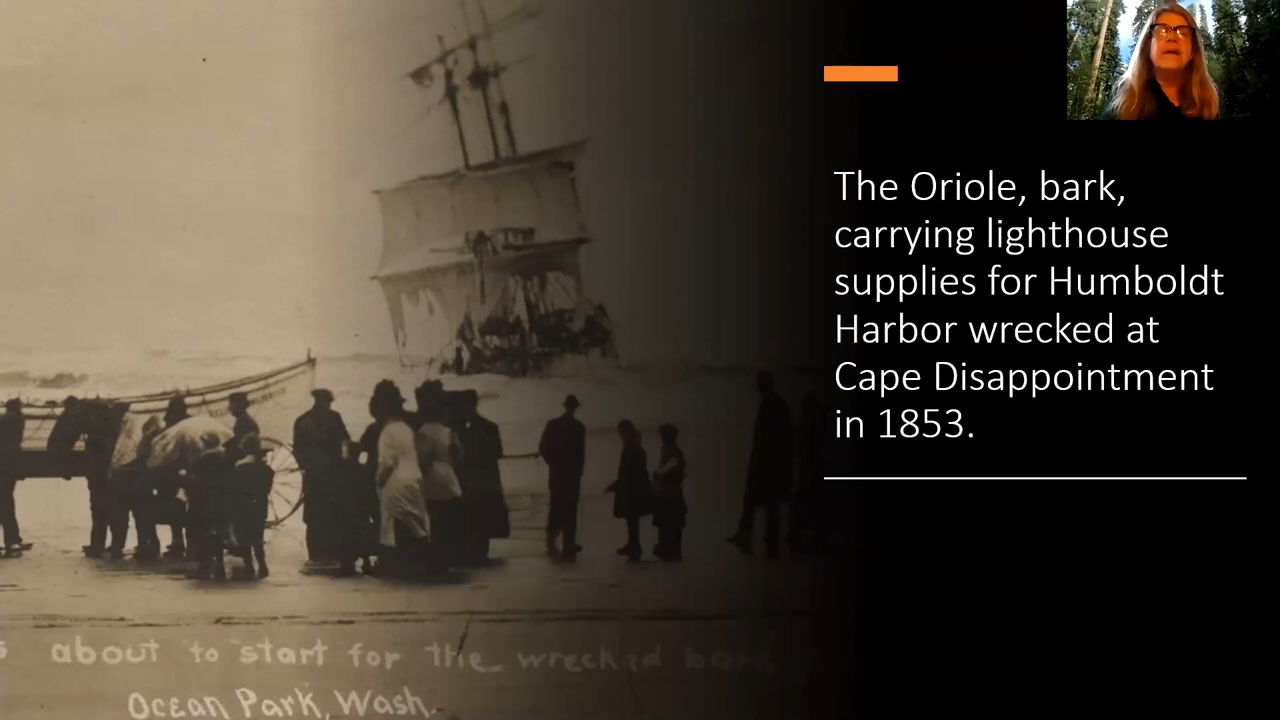 The Oriole, bark,
carrying lighthouse
supplies for Humboldt
Harbor wrecked at
Cape Disappointment
in 1853.
about to start for the wrecked
Ocean Park, Wash.